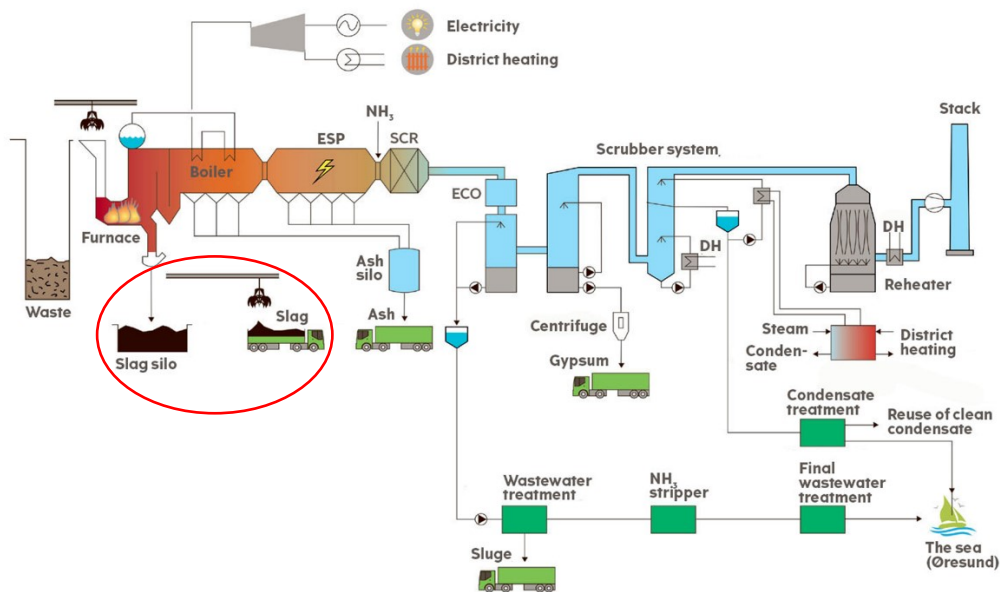 Electricity
District heating
Stack
NH₃
ESP
SCR
Scrubber system,
Boiler
ECO
Furnace
DH
DH
Waste
Ash
silo
Reheater
Slag
Ash
Slag silo
Centrifuge
Steam
District
heating
Conden-
sate
Gypsum
Condensate
treatment
Reuse of clean
condensate
Wastewater
treatment
NH₃
stripper
Final
wastewater
treatment
Sluge
The sea
(Øresund)